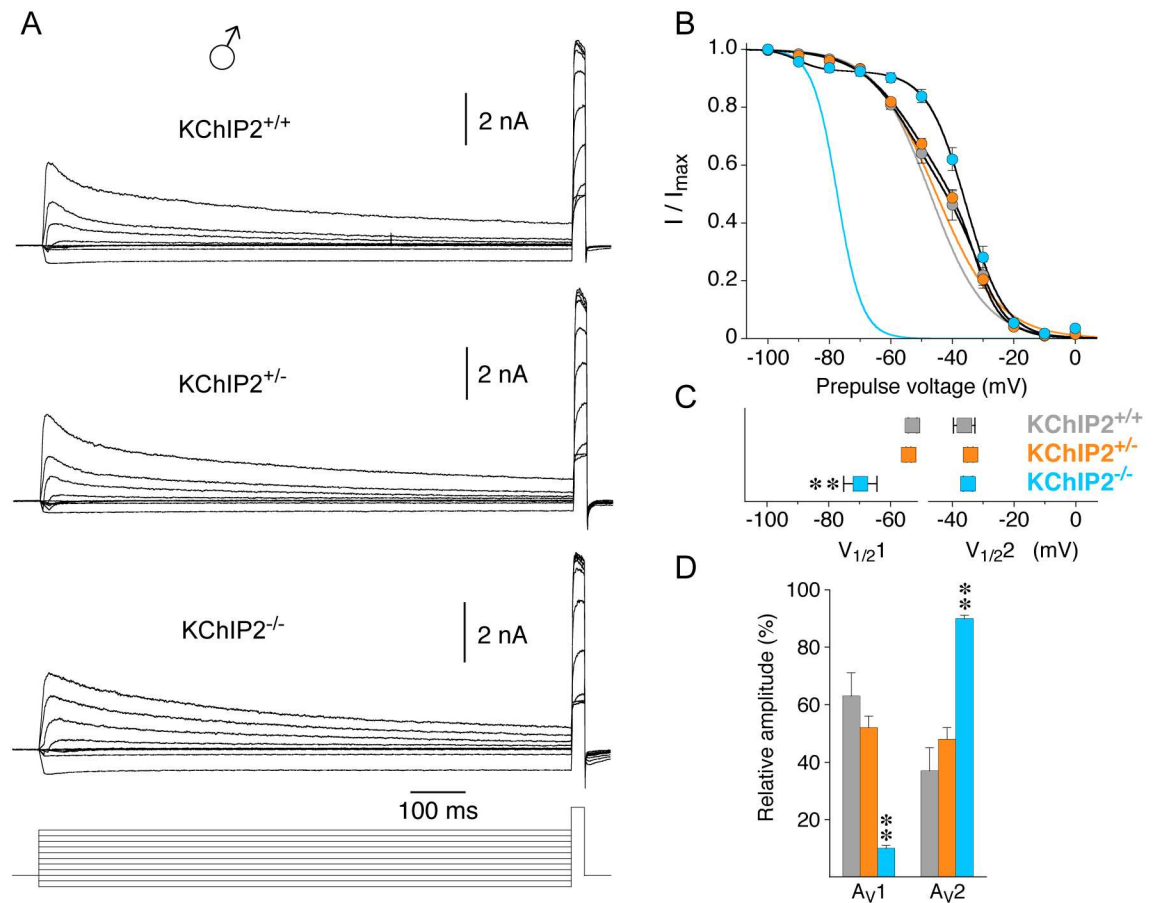 A
♂
KChIP2+/+
2 nA
KChIP2+/-
2 nA
KChIP2-/-
2 nA
100 ms
B
I / Imax
1.0
0.8
0.6
0.4
0.2
0
-100 -80 -60 -40 -20 0
Prepulse voltage (mV)
C
KChIP2+/+
KChIP2+/-
**
KChIP2-/-
-100 -80 -60 -40 -20 0
V1/21 V1/22 (mV)
D
Relative amplitude (%)
100
80
60
40
20
**
**
AV1 AV2